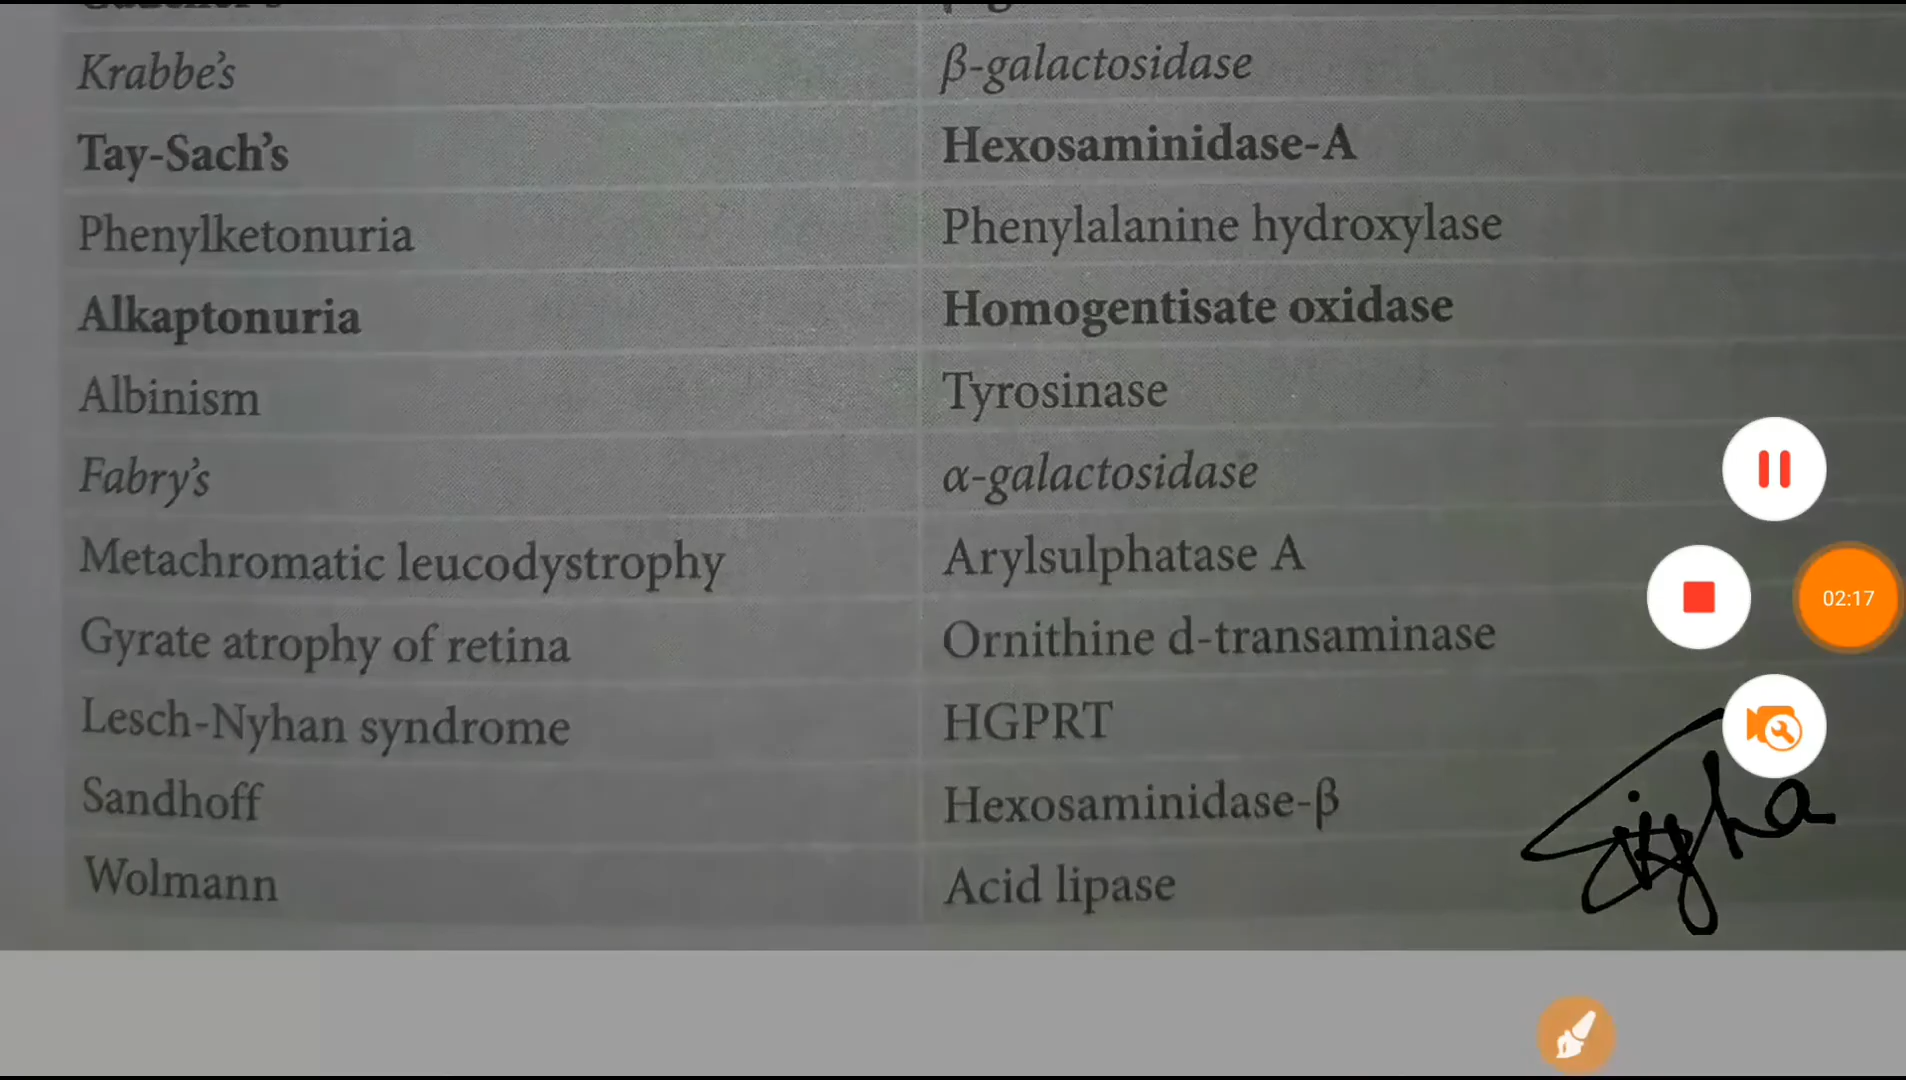 Krabbe's β-galactosidase
Tay-Sach's Hexosaminidase-A
Phenylketonuria Phenylalanine hydroxylase
Alkaptonuria Homogentisate oxidase
Albinism Tyrosinase
Fabry's α-galactosidase
Metachromatic leucodystrophy Arylsulphatase A
Gyrate atrophy of retina Ornithine d-transaminase
Lesch-Nyhan syndrome HGPRT
Sandhoff Hexosaminidase-β
Wolmann Acid lipase
02:17